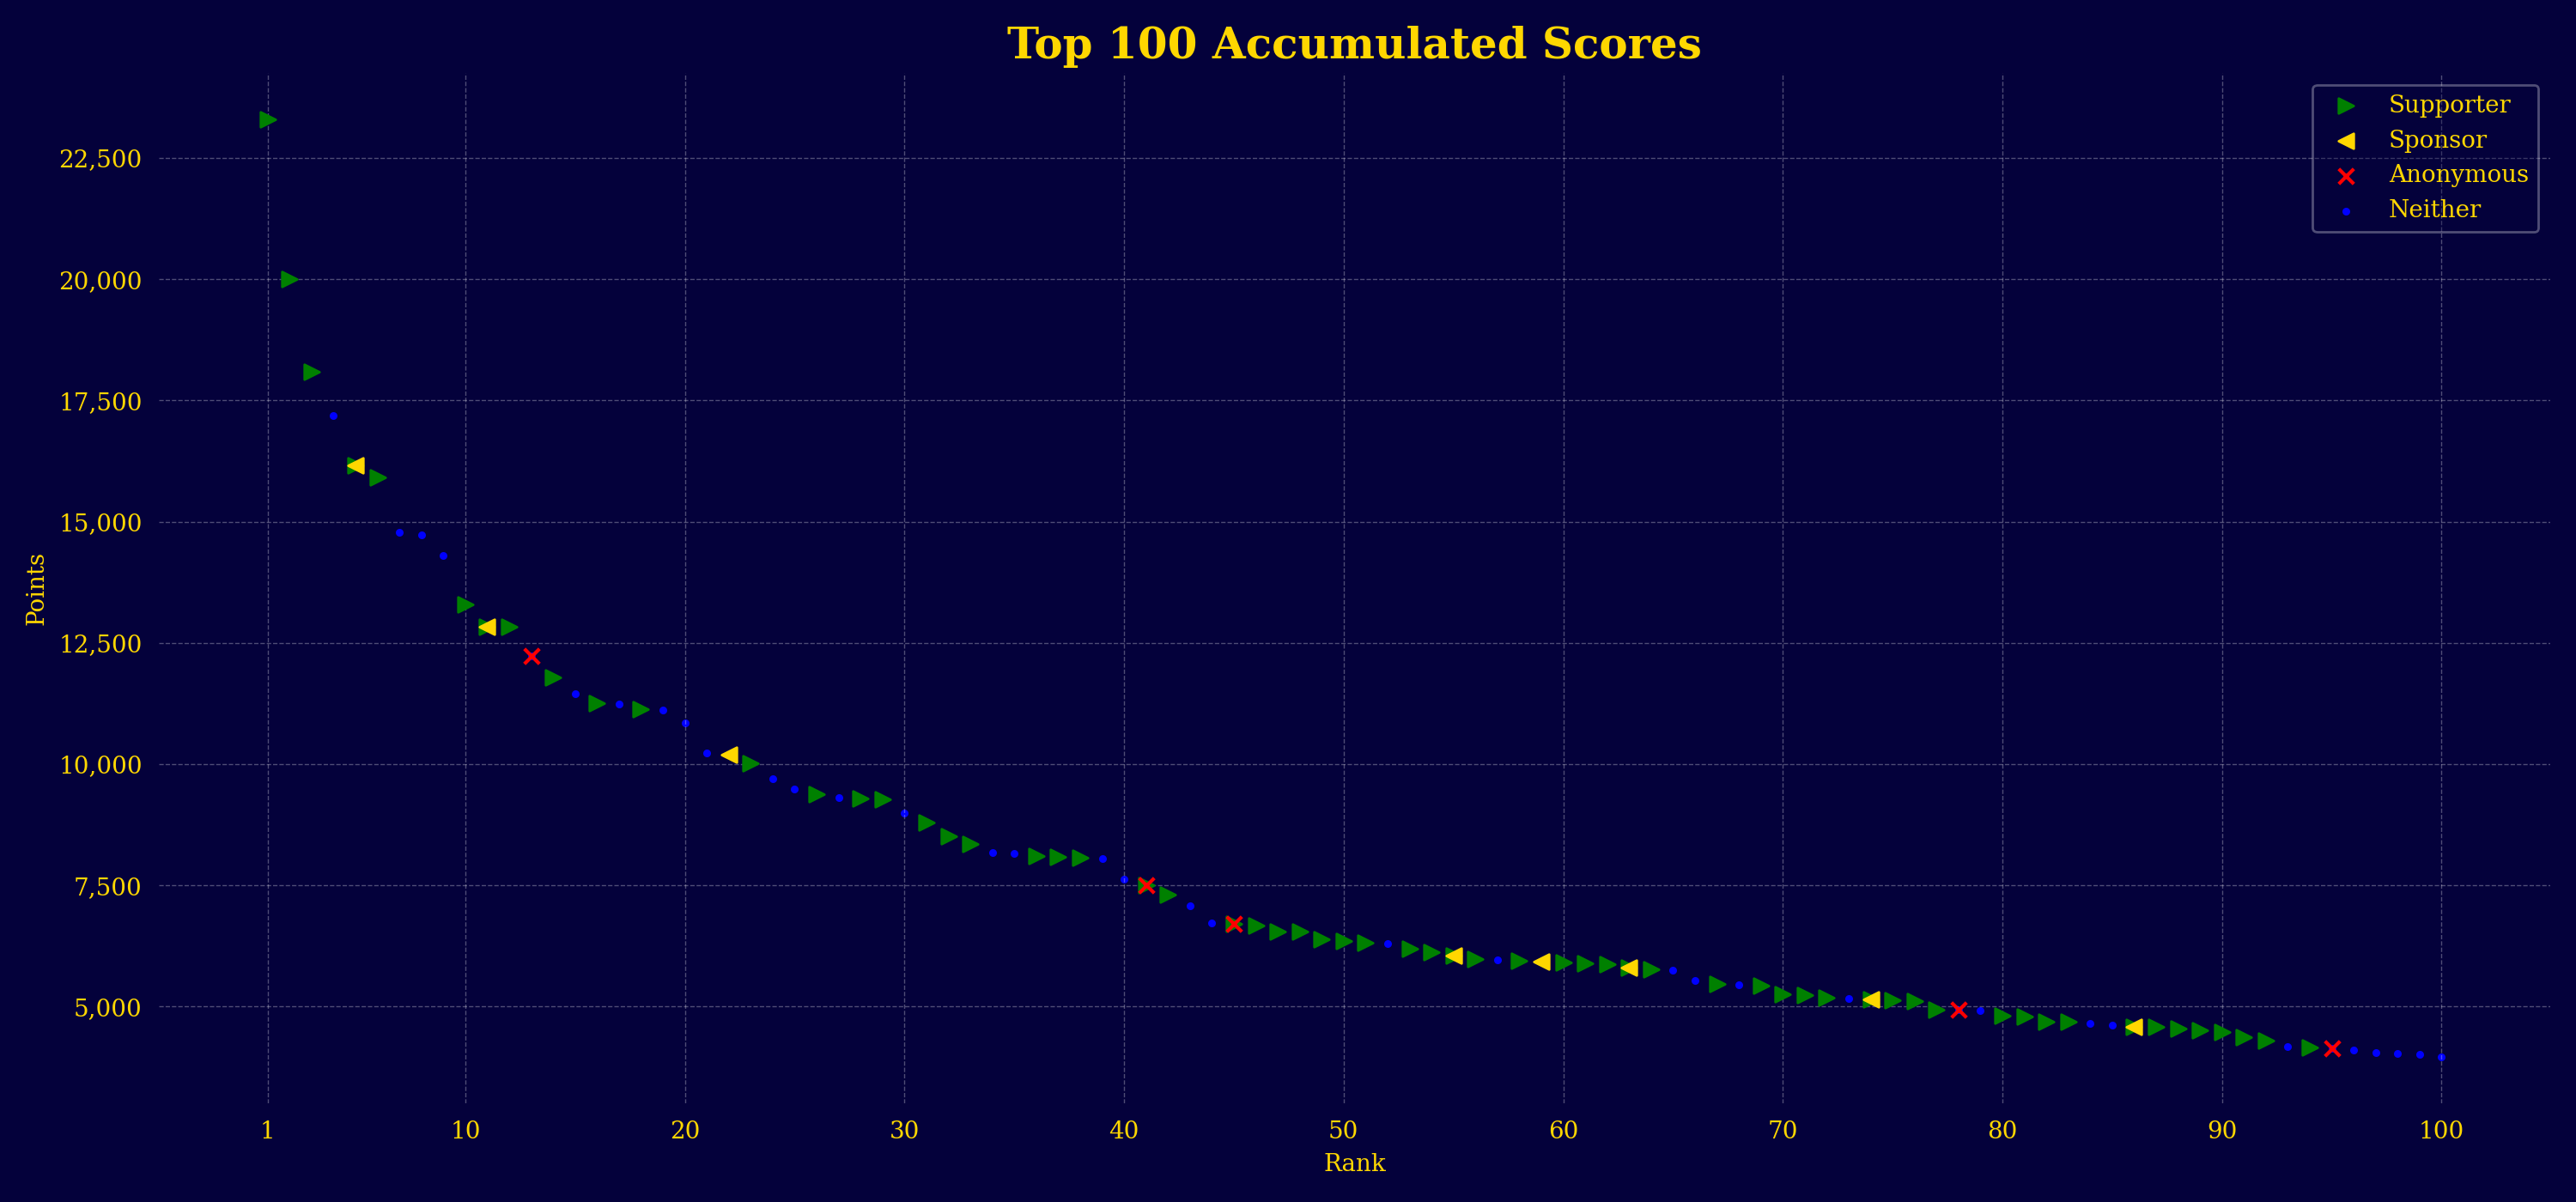 Top 100 Accumulated Scores
Supporter
Sponsor
Anonymous
Neither
22,500
20,000
17,500
15,000
12,500
10,000
7,500
5,000
Points
1 10 20 30 40 50 60 70 80 90 100
Rank